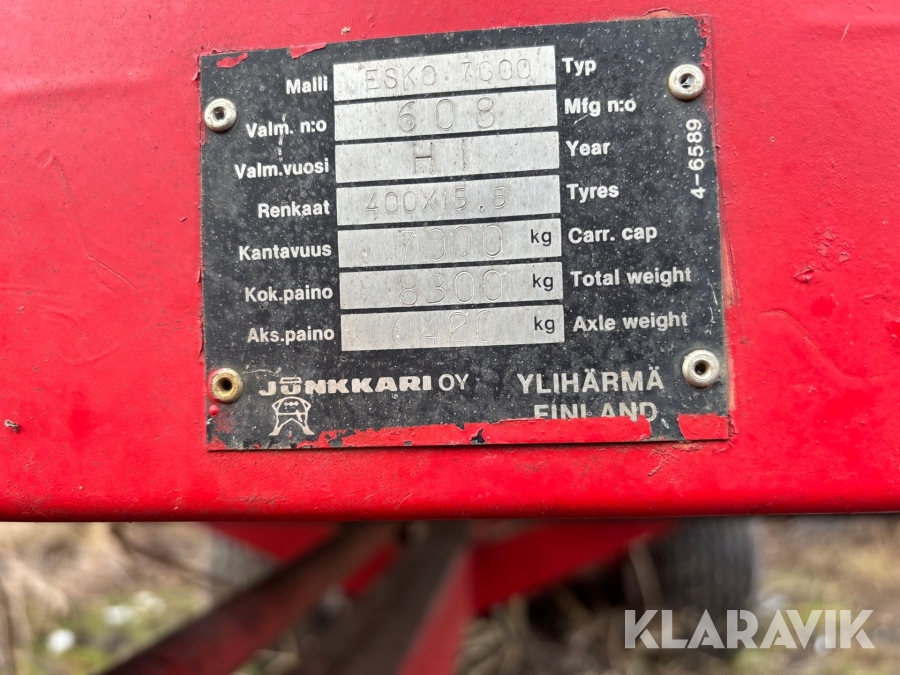 Malli ESKO 7000 Typ
Valm. n:o 608 Mfg n:o
Valm.vuosi H I Year
Renkaat 400X15.5 Tyres
Kantavuus 7000 kg Carr. cap
Kok.paino 8300 kg Total weight
Aks.paino 6420 kg Axle weight
4-6589
JUNKKARI OY YLIHÄRMÄ
FINLAND
KLARAVIK